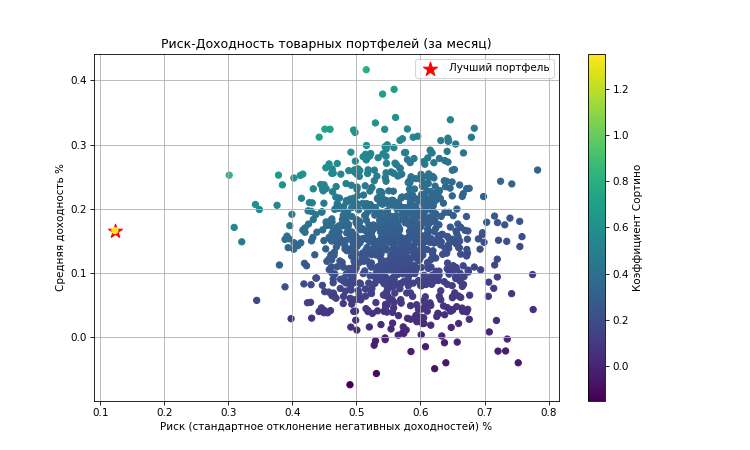 Риск-Доходность товарных портфелей (за месяц)
Лучший портфель
Средняя доходность %
0.4
0.3
0.2
0.1
0.0
0.1 0.2 0.3 0.4 0.5 0.6 0.7 0.8
Риск (стандартное отклонение негативных доходностей) %
1.2
1.0
0.8
0.6
0.4
0.2
0.0
Коэффициент Сортино